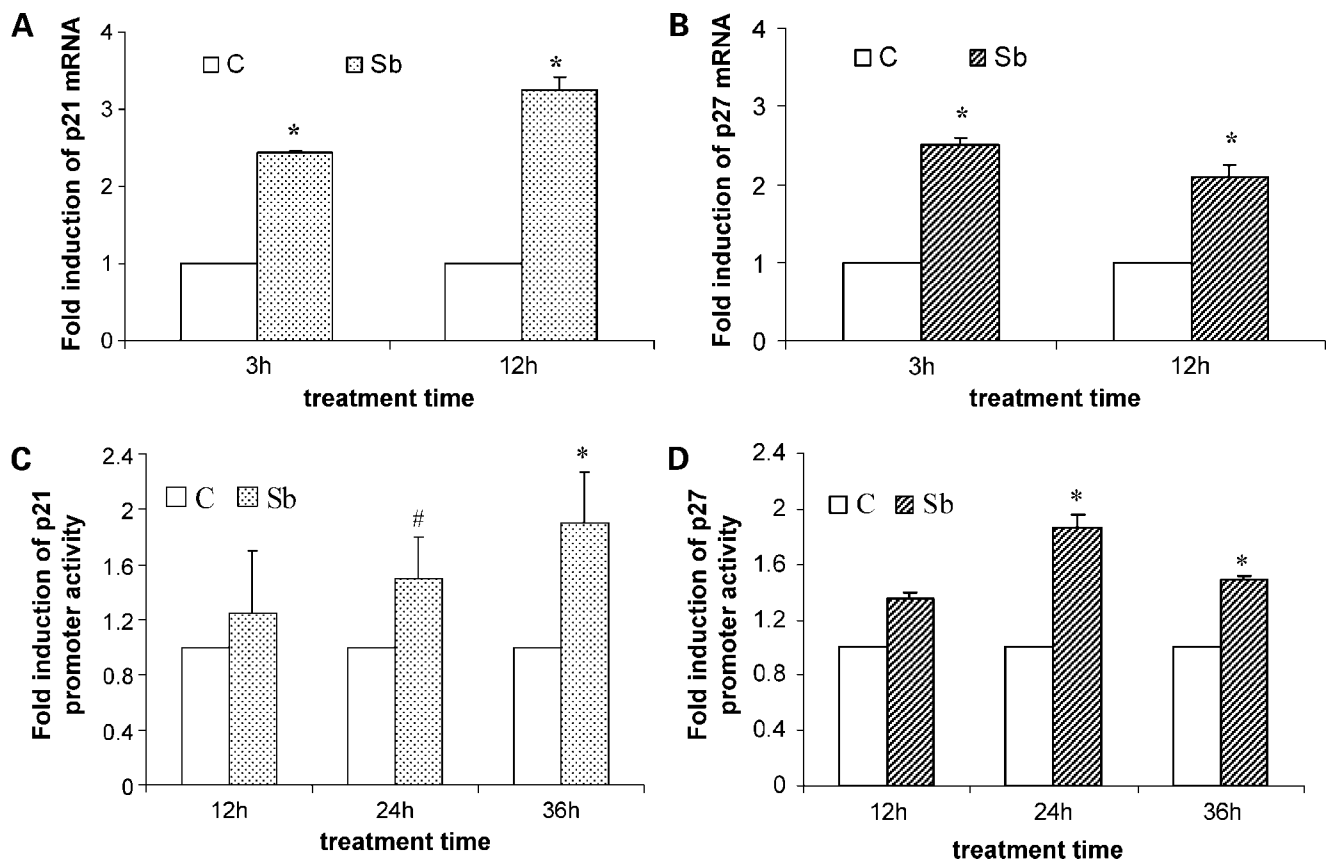 A
Fold induction of p21 mRNA
4
3
2
1
0
C
Sb
*
*
3h
12h
treatment time
B
Fold induction of p27 mRNA
4
3
2
1
0
C
Sb
*
*
3h
12h
treatment time
C
Fold induction of p21
promoter activity
2.4
2
1.6
1.2
0.8
0.4
0
C
Sb
#
*
12h
24h
36h
treatment time
D
Fold induction of p27
promoter activity
2.4
2
1.6
1.2
0.8
0.4
0
C
Sb
*
*
12h
24h
36h
treatment time